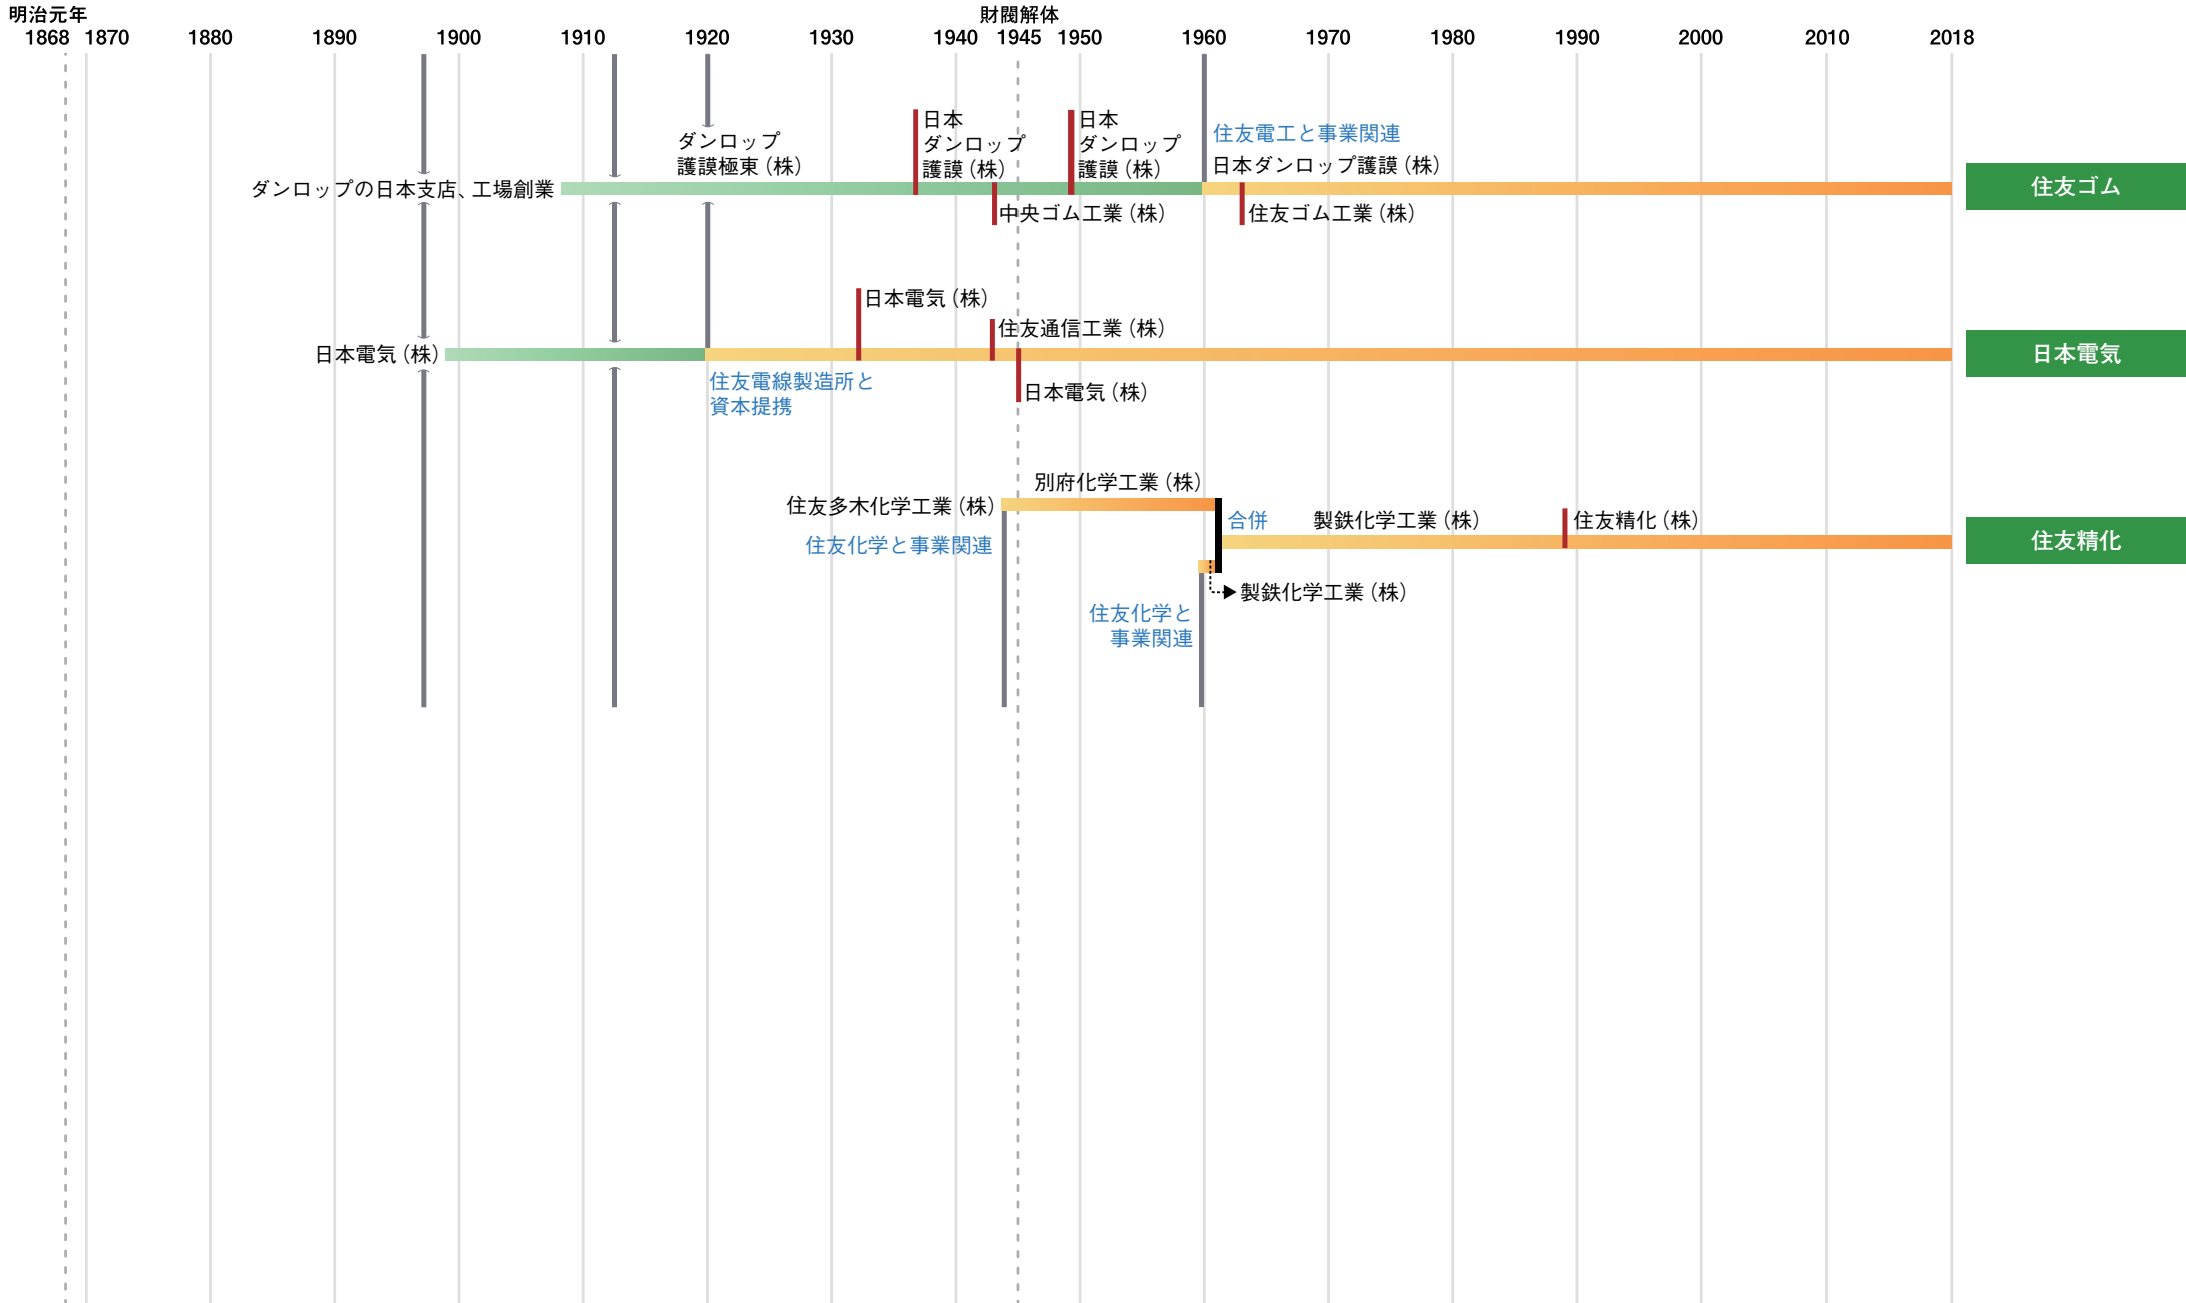 明治元年
財閥解体
1868 1870 1880 1890 1900 1910 1920 1930 1940 1945 1950 1960 1970 1980 1990 2000 2010 2018
ダンロップの日本支店、工場創業
ダンロップ
護謨極東(株)
日本
ダンロップ
護謨(株)
中央ゴム工業(株)
日本
ダンロップ
護謨(株)
住友電工と事業関連
日本ダンロップ護謨(株)
住友ゴム工業(株)
住友ゴム
日本電気(株)
住友電線製造所と
資本提携
日本電気(株)
住友通信工業(株)
日本電気(株)
日本電気
住友多木化学工業(株)
住友化学と事業関連
別府化学工業(株)
合併
製鉄化学工業(株)
住友精化(株)
製鉄化学工業(株)
住友化学と
事業関連
住友精化